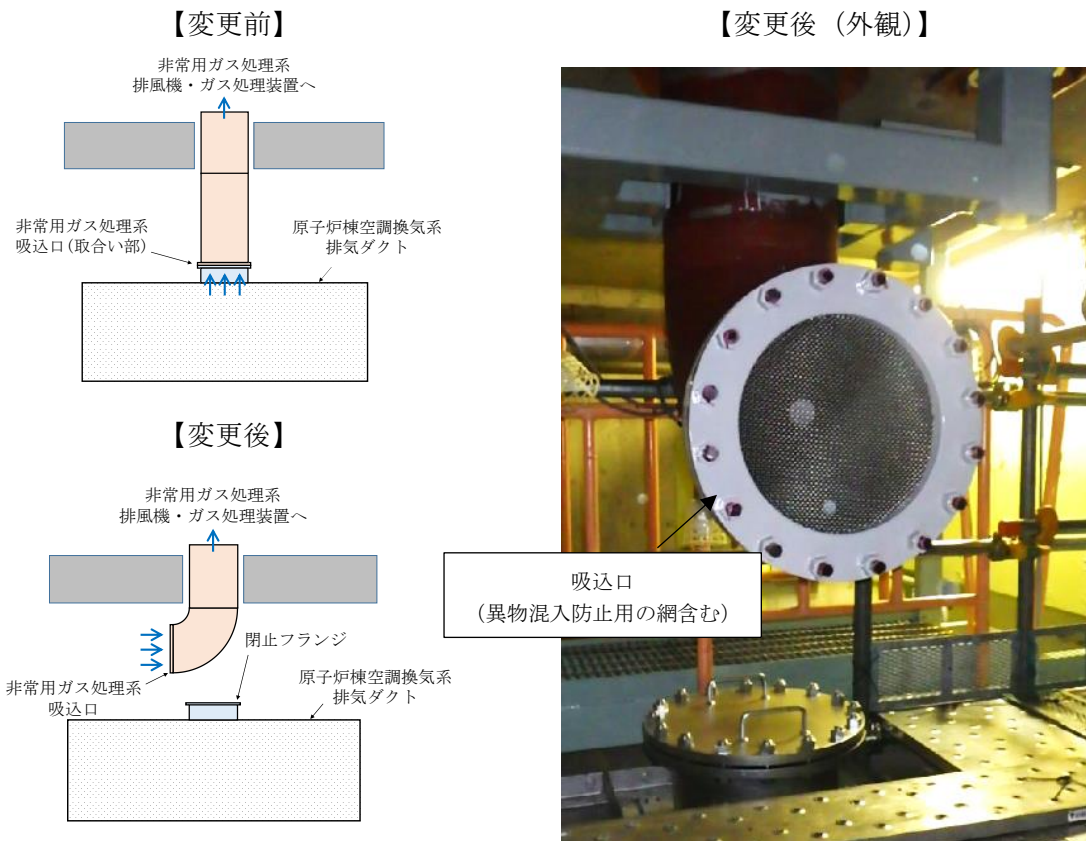 【変更前】
非常用ガス処理系
排風機・ガス処理装置へ
非常用ガス処理系
吸込口(取合い部)
原子炉棟空調換気系
排気ダクト
【変更後】
非常用ガス処理系
排風機・ガス処理装置へ
閉止フランジ
非常用ガス処理系
吸込口
原子炉棟空調換気系
排気ダクト
【変更後（外観）】
吸込口
(異物混入防止用の網含む)